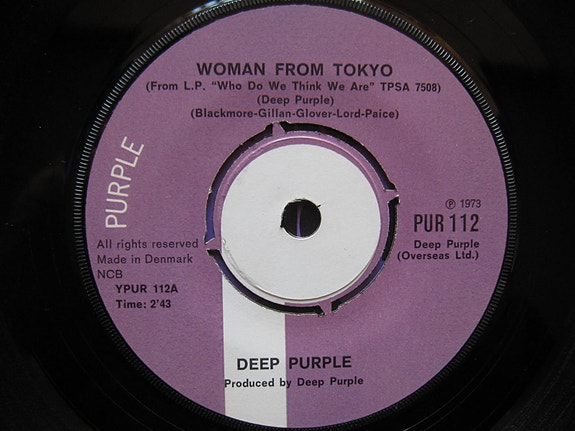 WOMAN FROM TOKYO
(From L.P. "Who Do We Think We Are" TPSA 7508)
(Deep Purple)
(Blackmore-Gillan-Glover-Lord-Paice)
PURPLE
℗ 1973
PUR 112
Deep Purple
(Overseas Ltd.)
All rights reserved
Made in Denmark
NCB
YPUR 112A
Time: 2'43
DEEP PURPLE
Produced by Deep Purple